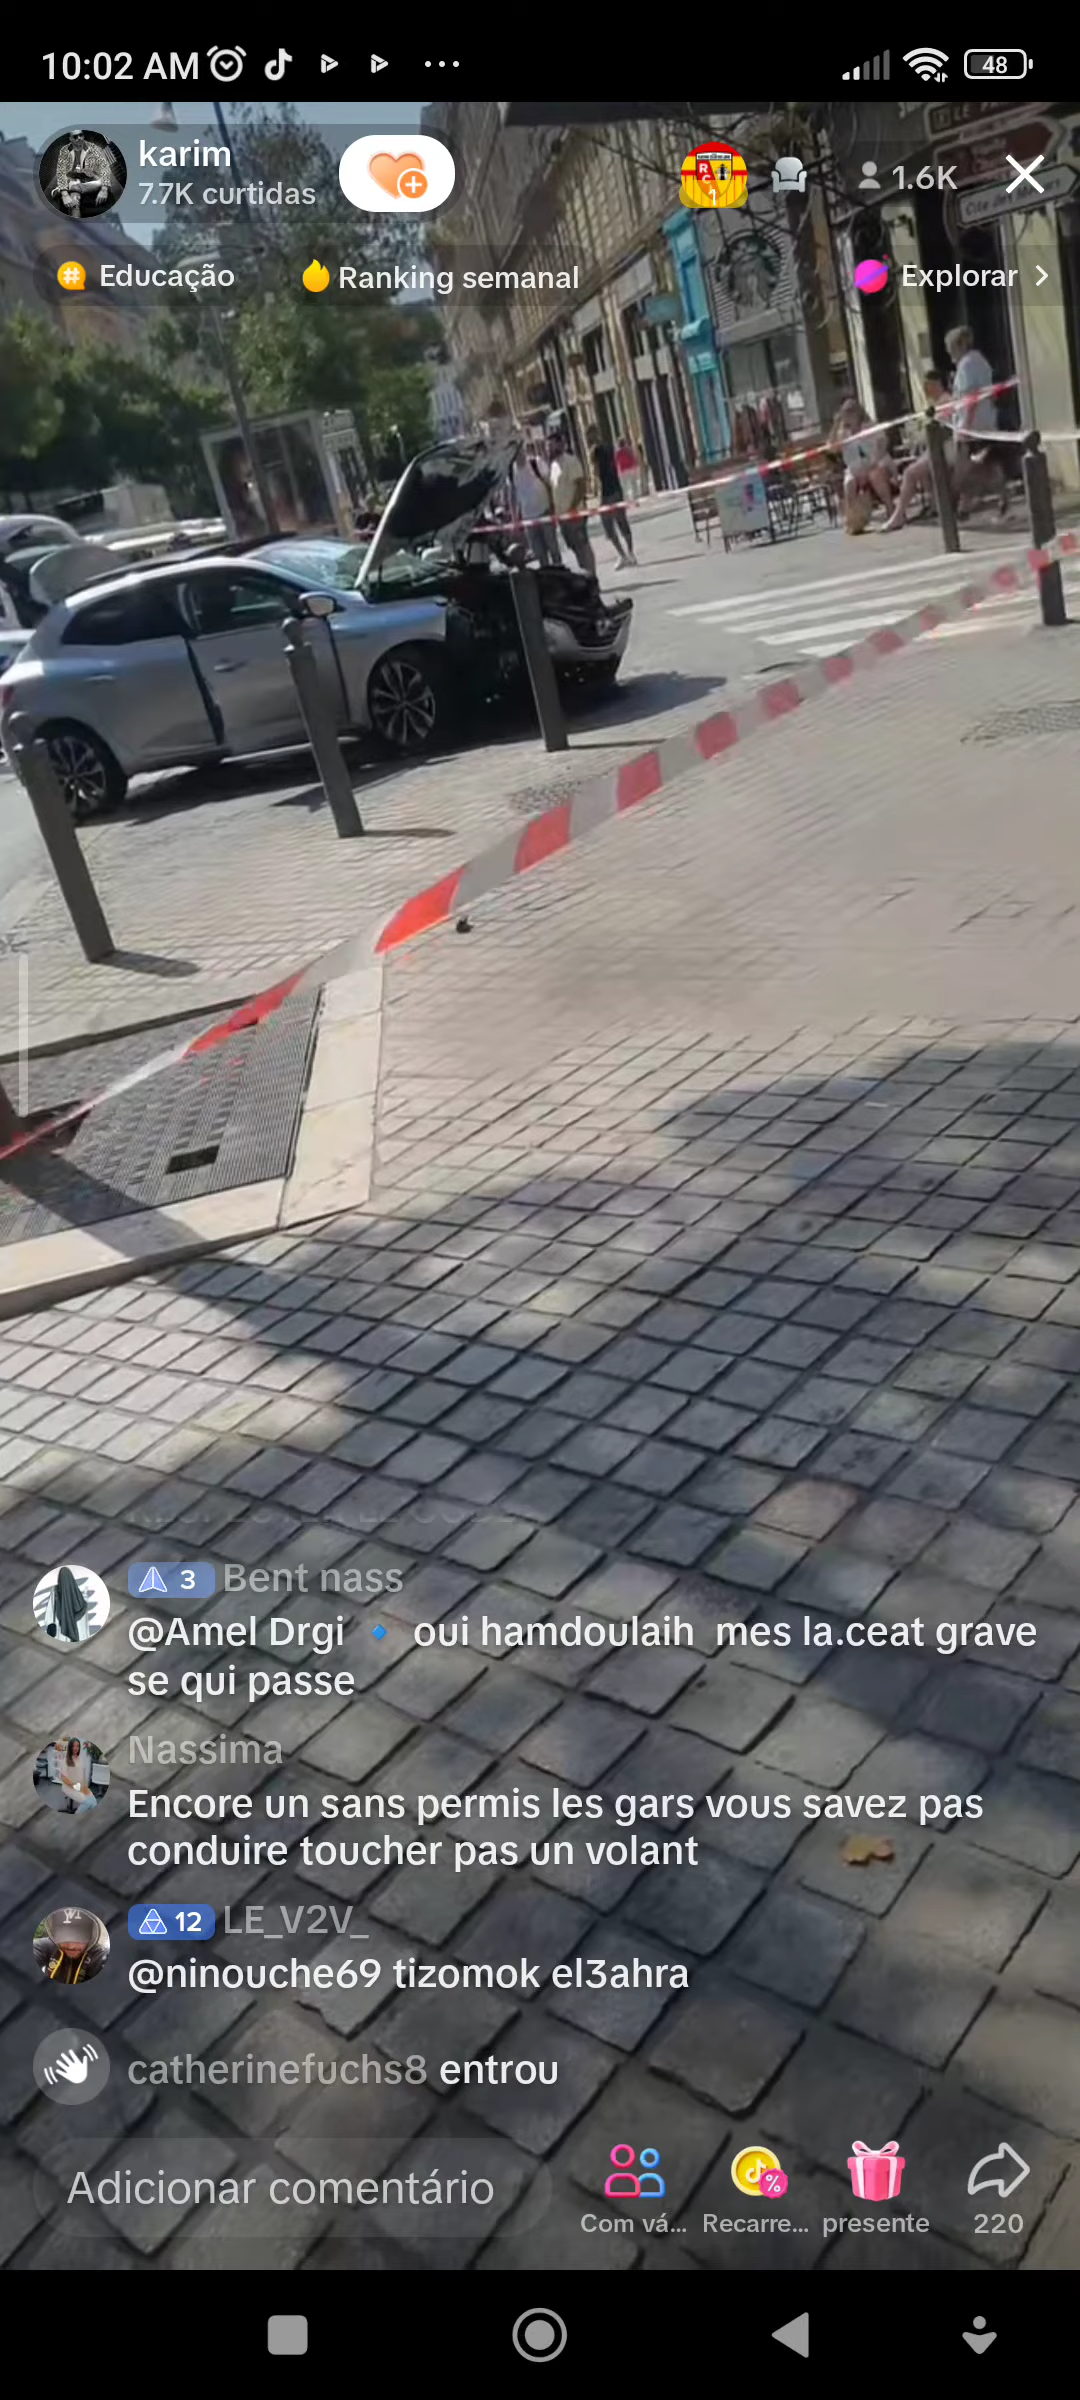 10:02 AM
48
karim
7.7K curtidas
1.6K
Educação
Ranking semanal
Explorar
3 Bent nass
@Amel Drgi 🔹 oui hamdoulaih mes la.ceat grave
se qui passe
Nassima
Encore un sans permis les gars vous savez pas
conduire toucher pas un volant
12 LE_V2V_
@ninouche69 tizomok el3ahra
catherinefuchs8 entrou
Adicionar comentário
Com vá...
Recarre...
presente
220